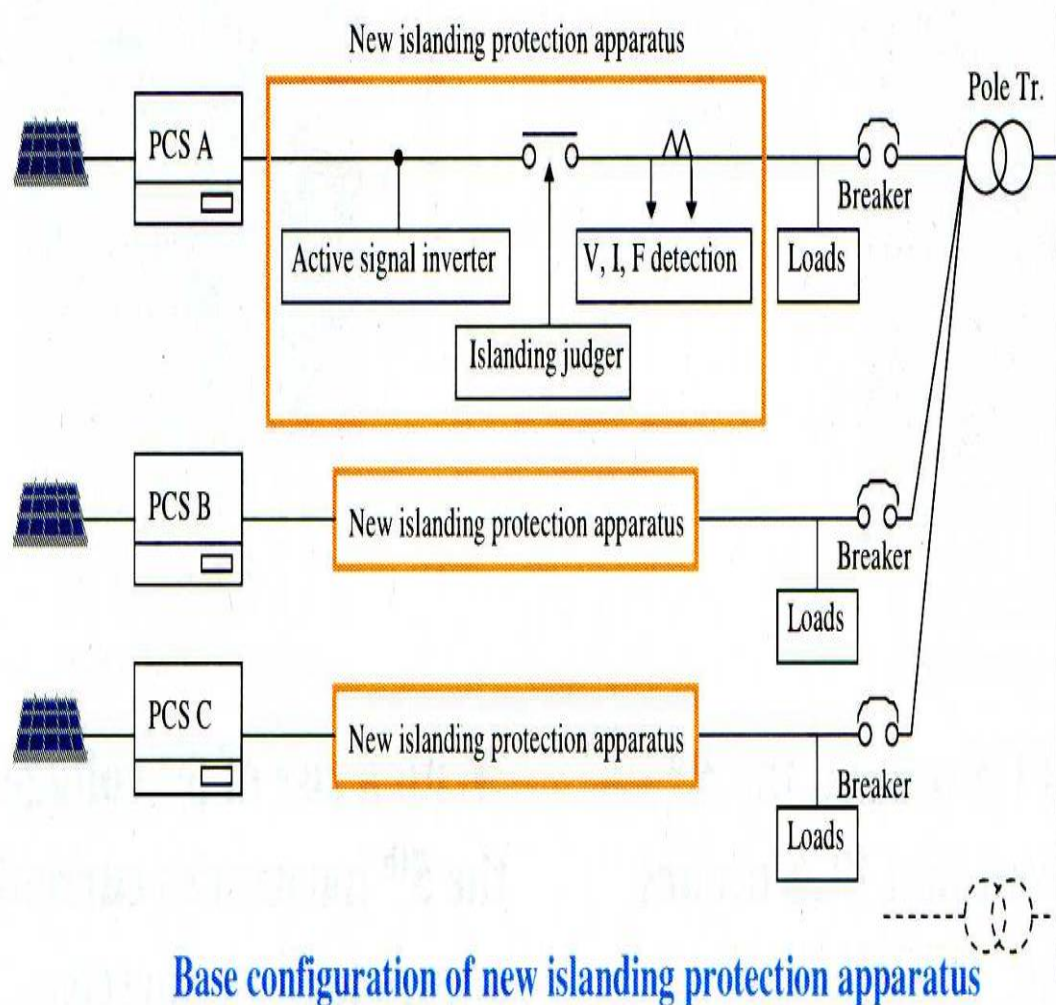 New islanding protection apparatus
Pole Tr.
PCS A
Breaker
Active signal inverter
V, I, F detection
Loads
Islanding judger
PCS B
New islanding protection apparatus
Breaker
Loads
PCS C
New islanding protection apparatus
Breaker
Loads
Base configuration of new islanding protection apparatus